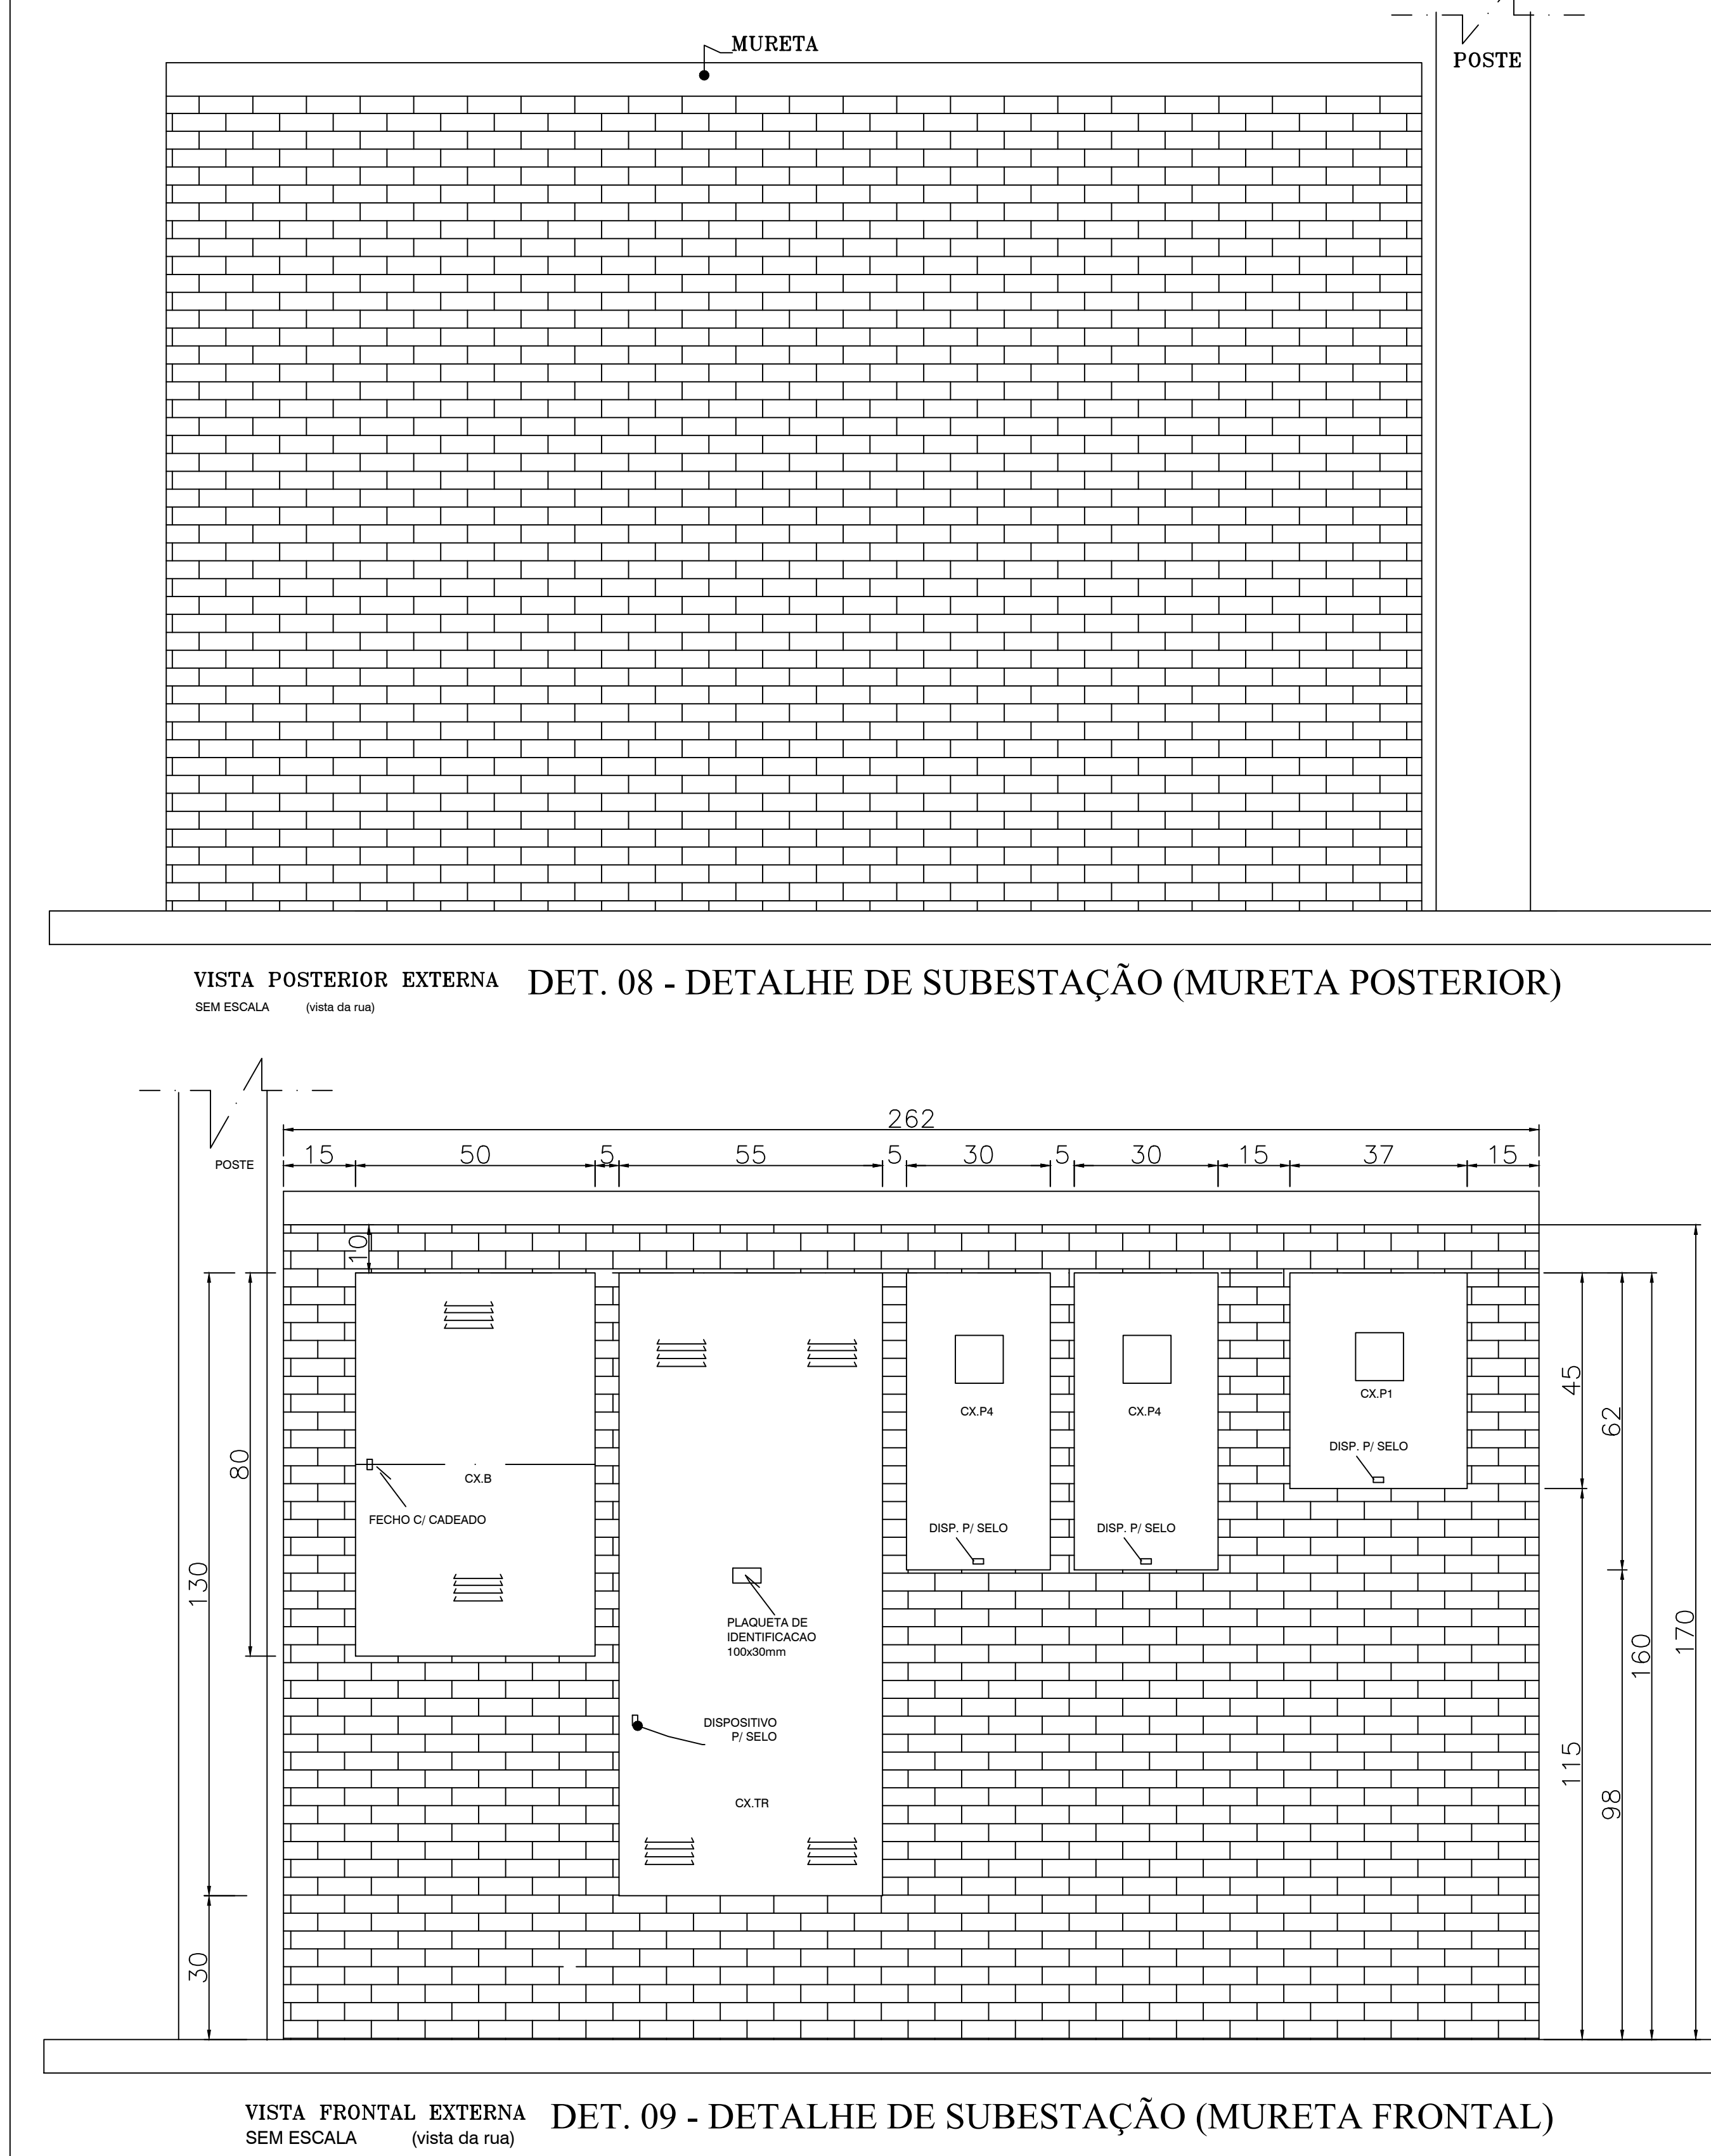 MURETA
POSTE
VISTA POSTERIOR EXTERNA
DET. 08 - DETALHE DE SUBESTAÇÃO (MURETA POSTERIOR)
SEM ESCALA (vista da rua)
POSTE
262
15 50 5 55 5 30 5 30 15 37 15
10
80
130
30
CX.B
FECHO C/ CADEADO
PLAQUETA DE
IDENTIFICACAO
100x30mm
DISPOSITIVO
P/ SELO
CX.TR
CX.P4
DISP. P/ SELO
CX.P4
DISP. P/ SELO
CX.P1
DISP. P/ SELO
45
62
115
98
160
170
VISTA FRONTAL EXTERNA
DET. 09 - DETALHE DE SUBESTAÇÃO (MURETA FRONTAL)
SEM ESCALA (vista da rua)